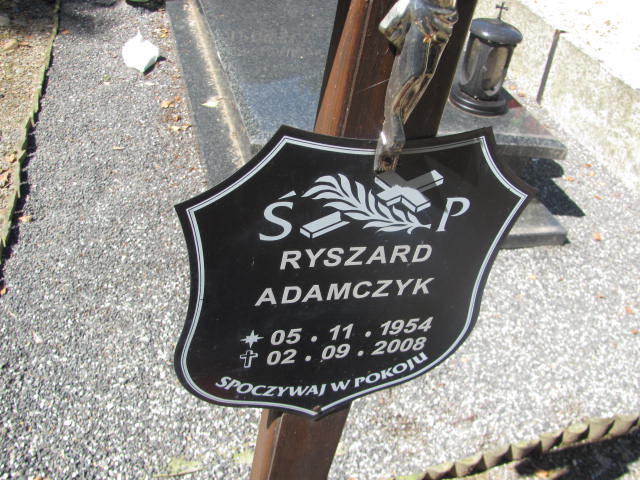 Ś P
RYSZARD
ADAMCZYK
05 . 11 . 1954
02 . 09 . 2008
SPOCZYWAJ W POKOJU